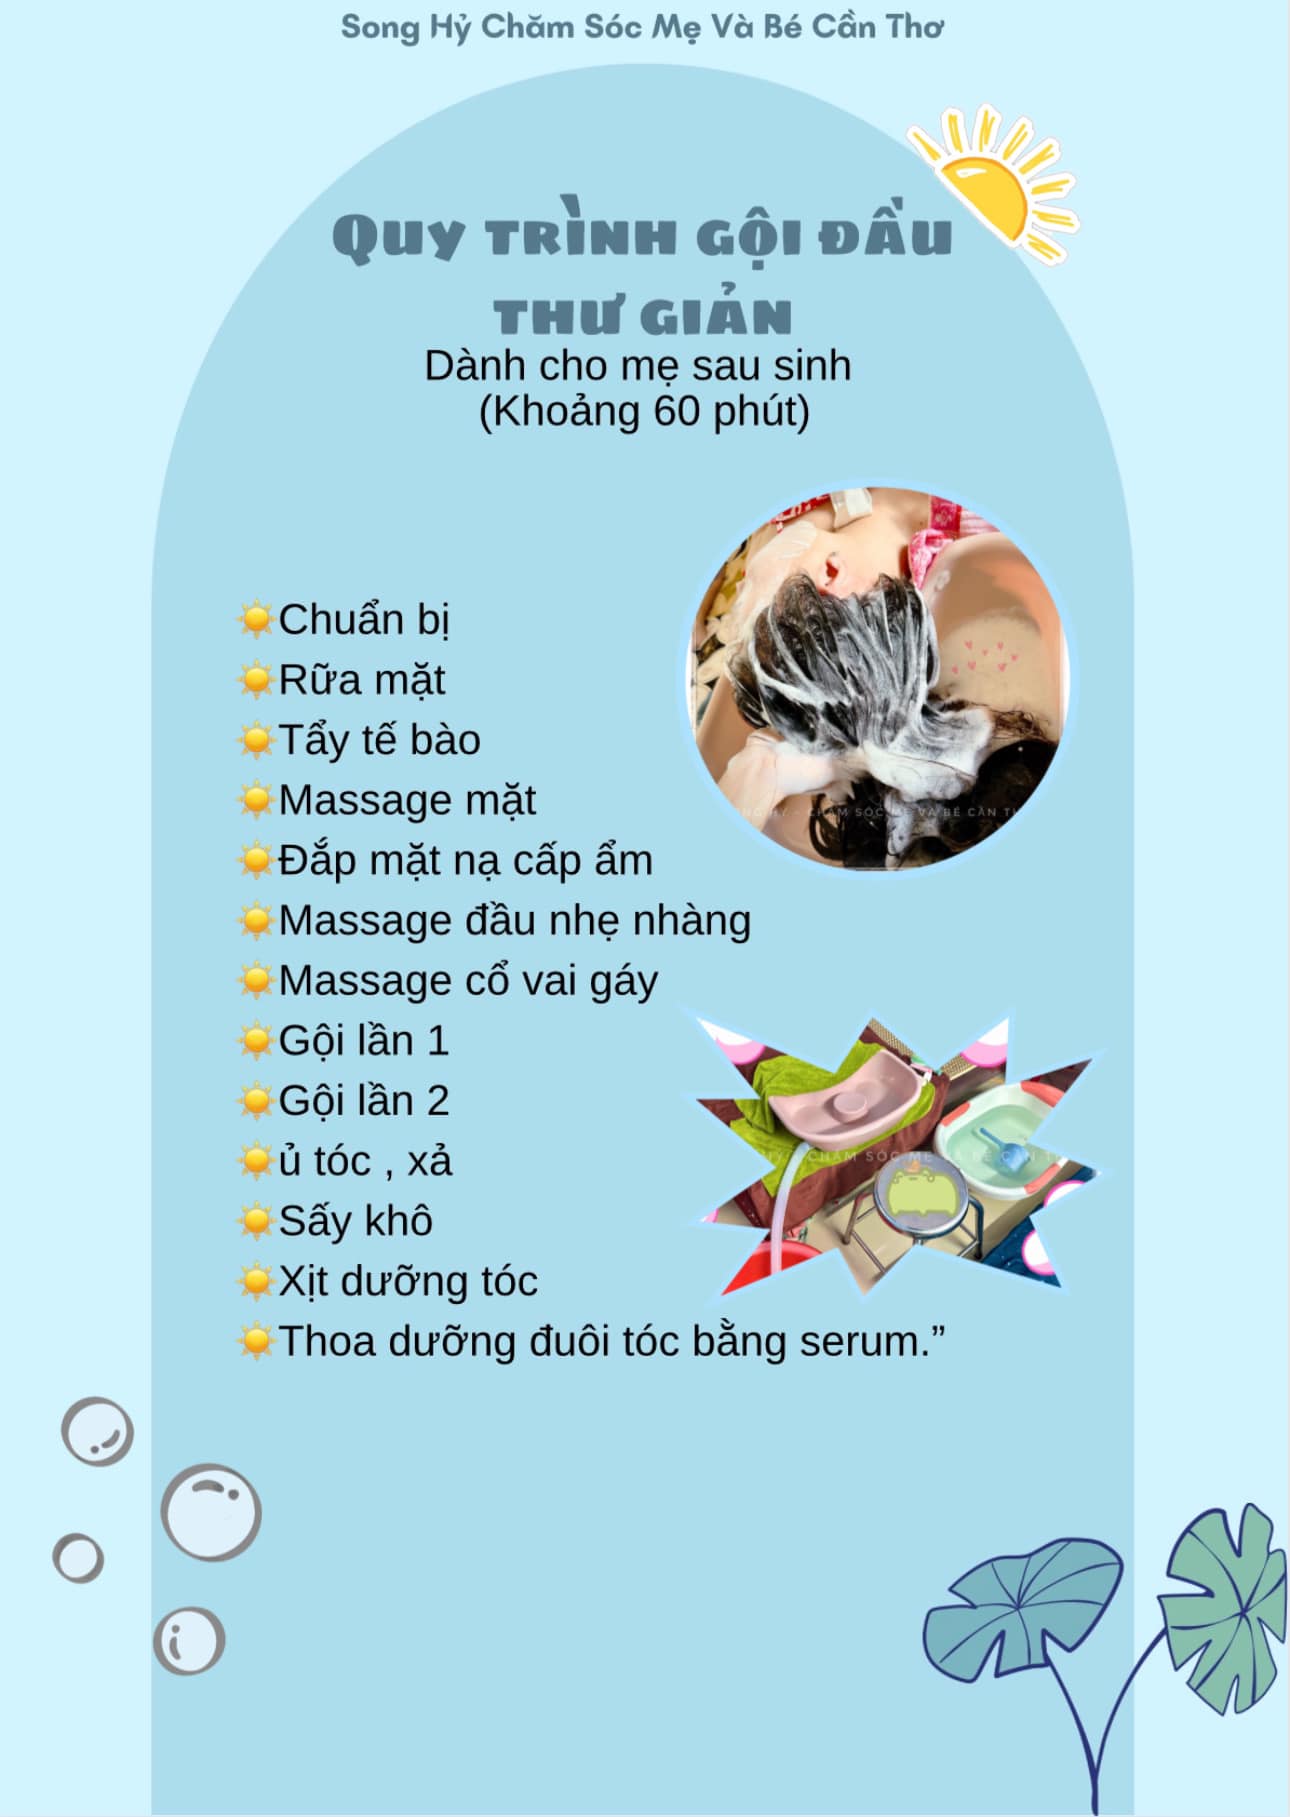 Song Hỷ Chăm Sóc Mẹ Và Bé Cần Thơ
Quy trình gội đầu
thư giản
Dành cho mẹ sau sinh
(Khoảng 60 phút)
☀️Chuẩn bị
☀️Rữa mặt
☀️Tẩy tế bào
☀️Massage mặt
☀️Đắp mặt nạ cấp ẩm
☀️Massage đầu nhẹ nhàng
☀️Massage cổ vai gáy
☀️Gội lần 1
☀️Gội lần 2
☀️ủ tóc , xả
☀️Sấy khô
☀️Xịt dưỡng tóc
☀️Thoa dưỡng đuôi tóc bằng serum.”